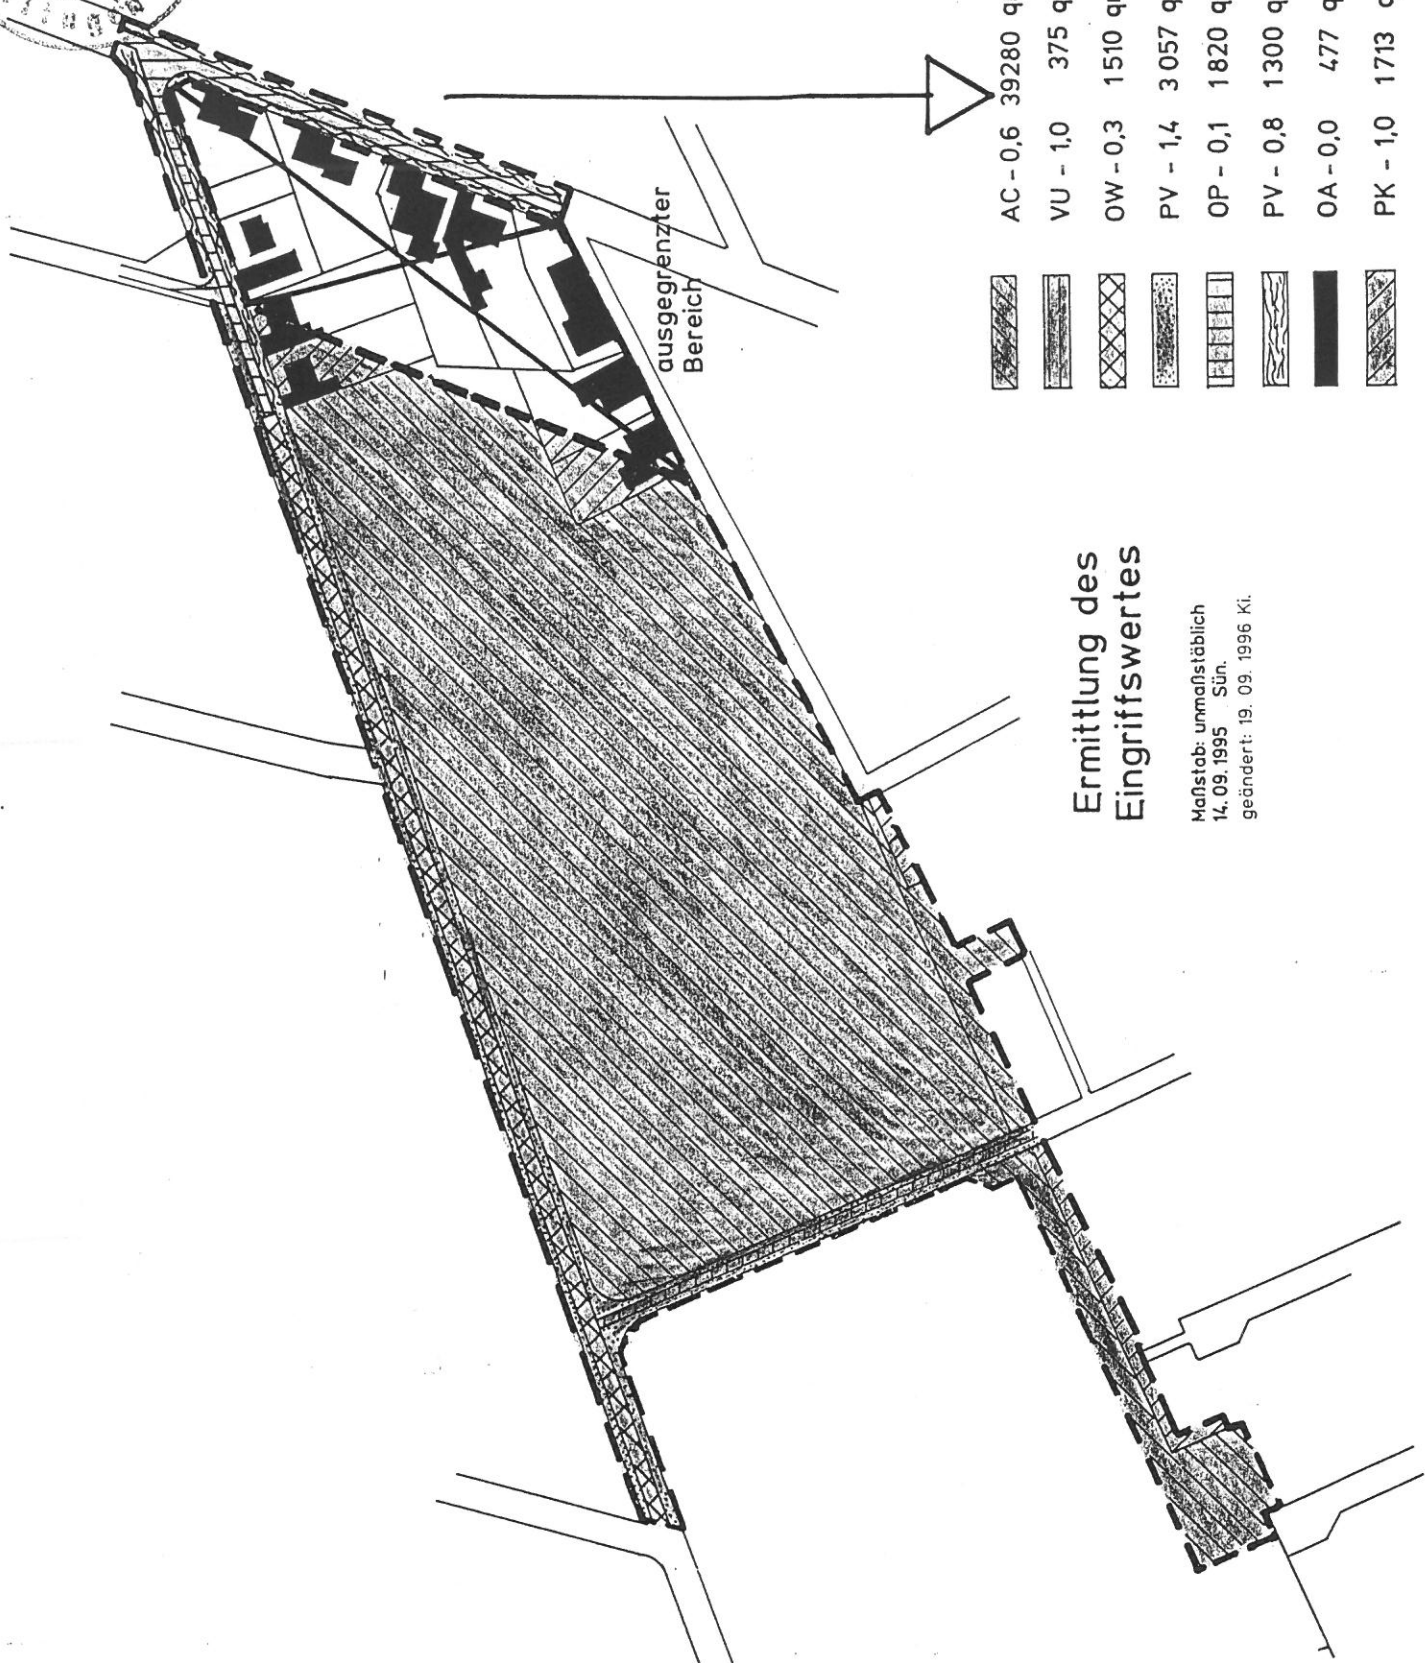 ausgegrenzter
Bereich
AC - 0,6 39280
VU - 1,0 375
OW - 0,3 1510
PV - 1,4 3057
OP - 0,1 1820
PV - 0,8 1300
OA - 0,0 477
PK - 1,0 1713
Ermittlung des
Eingriffswertes
Maßstab: unmaßstäblich
14.09.1995 Sün.
geändert: 19. 09. 1996 Ki.